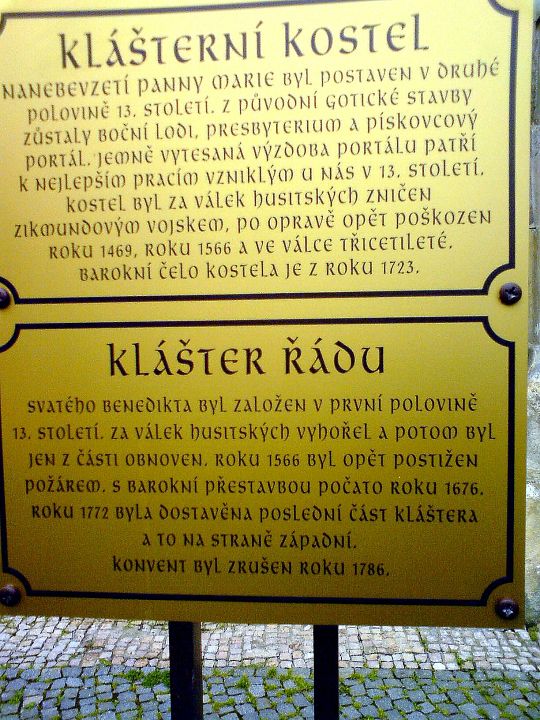 KLÁŠTERNÍ KOSTEL
NANEBEVZETÍ PANNY MARIE BYL POSTAVEN V DRUHÉ
POLOVINĚ 13. STOLETÍ. Z PŮVODNÍ GOTICKÉ STAVBY
ZŮSTALY BOČNÍ LODI, PRESBYTERIUM A PÍSKOVCOVÝ
PORTÁL. JEMNĚ VYTESANÁ VÝZDOBA PORTÁLU PATŘÍ
K NEJLEPŠÍM PRACÍM VZNIKLÝM U NÁS V 13. STOLETÍ.
KOSTEL BYL ZA VÁLEK HUSITSKÝCH ZNIČEN
ZIKMUNDOVÝM VOJSKEM, PO OPRAVĚ OPĚT POŠKOZEN
ROKU 1469, ROKU 1566 A VE VÁLCE TŘICETILETÉ.
BAROKNÍ ČELO KOSTELA JE Z ROKU 1723.
KLÁŠTER ŘÁDU
SVATÉHO BENEDIKTA BYL ZALOŽEN V PRVNÍ POLOVINĚ
13. STOLETÍ. ZA VÁLEK HUSITSKÝCH VYHOŘEL A POTOM BYL
JEN Z ČÁSTI OBNOVEN. ROKU 1566 BYL OPĚT POSTIŽEN
POŽÁREM. S BAROKNÍ PŘESTAVBOU POČATO ROKU 1676.
ROKU 1772 BYLA DOSTAVĚNA POSLEDNÍ ČÁST KLÁŠTERA
A TO NA STRANĚ ZÁPADNÍ.
KONVENT BYL ZRUŠEN ROKU 1786.